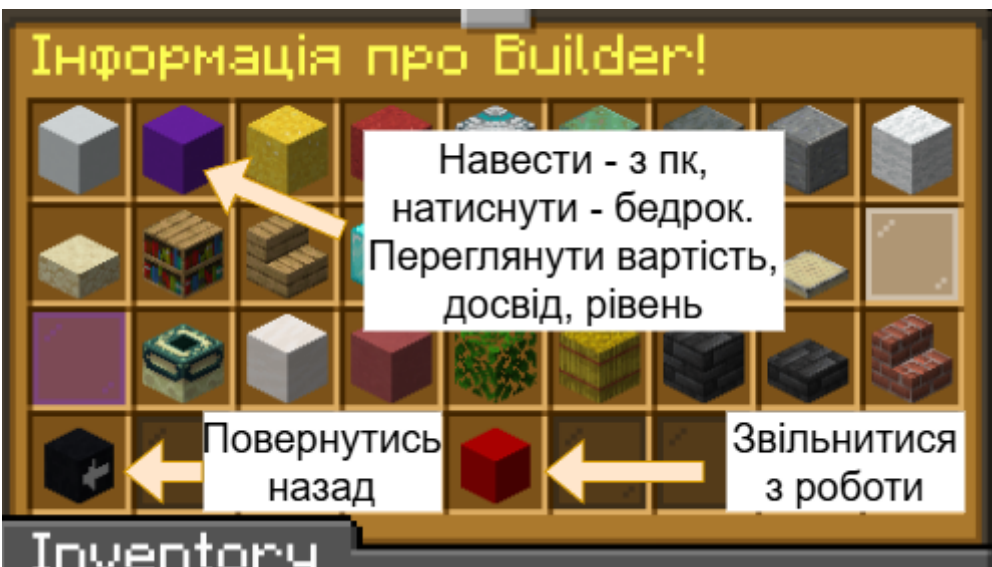 Інформація про Builder!
Навести - з пк,
натиснути - бедрок.
Переглянути вартість,
досвід, рівень
Повернутись
назад
Звільнитися
з роботи
Inventory